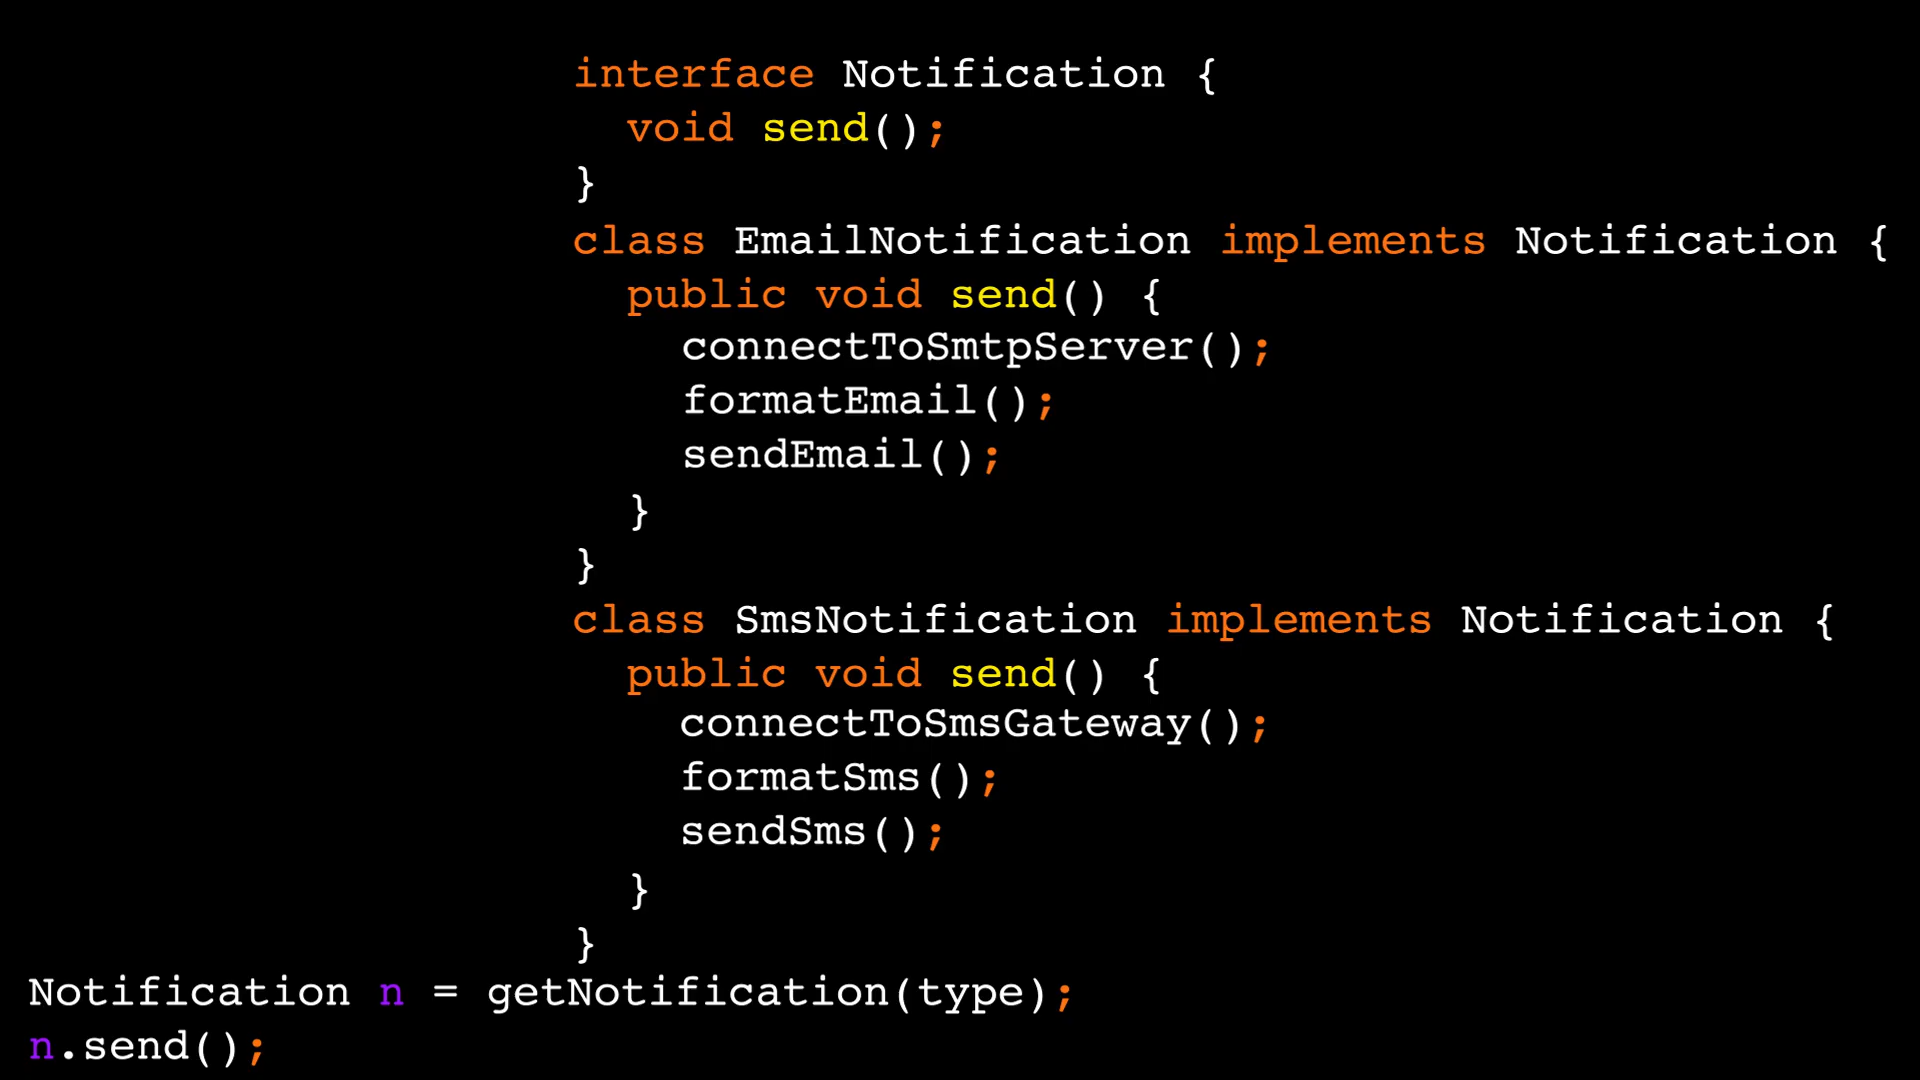 interface Notification {
  void send();
}
class EmailNotification implements Notification {
  public void send() {
    connectToSmtpServer();
    formatEmail();
    sendEmail();
  }
}
class SmsNotification implements Notification {
  public void send() {
    connectToSmsGateway();
    formatSms();
    sendSms();
  }
}
Notification n = getNotification(type);
n.send();